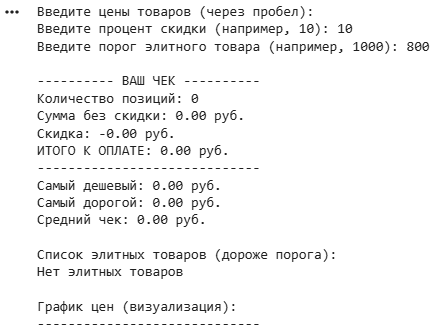 ••• Введите цены товаров (через пробел):
Введите процент скидки (например, 10): 10
Введите порог элитного товара (например, 1000): 800
---------- ВАШ ЧЕК ----------
Количество позиций: 0
Сумма без скидки: 0.00 руб.
Скидка: -0.00 руб.
ИТОГО К ОПЛАТЕ: 0.00 руб.
-----------------------------
Самый дешевый: 0.00 руб.
Самый дорогой: 0.00 руб.
Средний чек: 0.00 руб.
Список элитных товаров (дороже порога):
Нет элитных товаров
График цен (визуализация):
-----------------------------